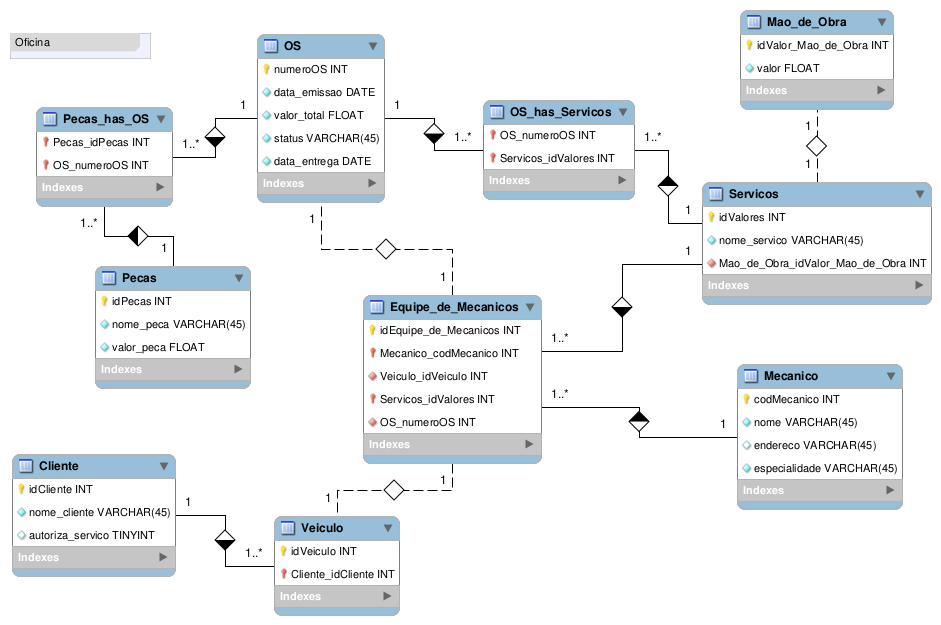 Oficina
OS
numeroOS INT
data_emissao DATE
valor_total FLOAT
status VARCHAR(45)
data_entrega DATE
Indexes
Mao_de_Obra
idValor_Mao_de_Obra INT
valor FLOAT
Indexes
Pecas_has_OS
Pecas_idPecas INT
OS_numeroOS INT
Indexes
OS_has_Servicos
OS_numeroOS INT
Servicos_idValores INT
Indexes
1
1..*
1
1..*
1..*
1
1
1
1..*
1
Servicos
idValores INT
nome_servico VARCHAR(45)
Mao_de_Obra_idValor_Mao_de_Obra INT
Indexes
Pecas
idPecas INT
nome_peca VARCHAR(45)
valor_peca FLOAT
Indexes
1
1
1
1..*
Equipe_de_Mecanicos
idEquipe_de_Mecanicos INT
Mecanico_codMecanico INT
Veiculo_idVeiculo INT
Servicos_idValores INT
OS_numeroOS INT
Indexes
1..*
1
Mecanico
codMecanico INT
nome VARCHAR(45)
endereco VARCHAR(45)
especialidade VARCHAR(45)
Indexes
Cliente
idCliente INT
nome_cliente VARCHAR(45)
autoriza_servico TINYINT
Indexes
1
1..*
1
1
Veiculo
idVeiculo INT
Cliente_idCliente INT
Indexes